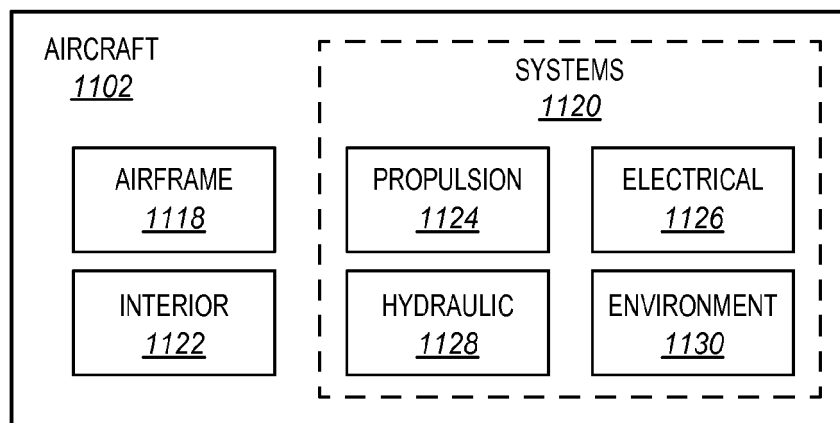 AIRCRAFT
1102
SYSTEMS
1120
AIRFRAME
1118
PROPULSION
1124
ELECTRICAL
1126
INTERIOR
1122
HYDRAULIC
1128
ENVIRONMENT
1130